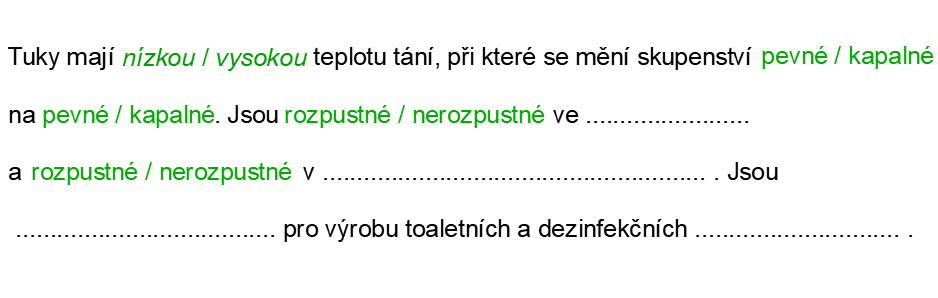 Tuky mají nízkou / vysokou teplotu tání, při které se mění skupenství pevné / kapalné
na pevné / kapalné. Jsou rozpustné / nerozpustné ve ........................
a rozpustné / nerozpustné v ........................................................ . Jsou
...................................... pro výrobu toaletních a dezinfekčních .............................. .